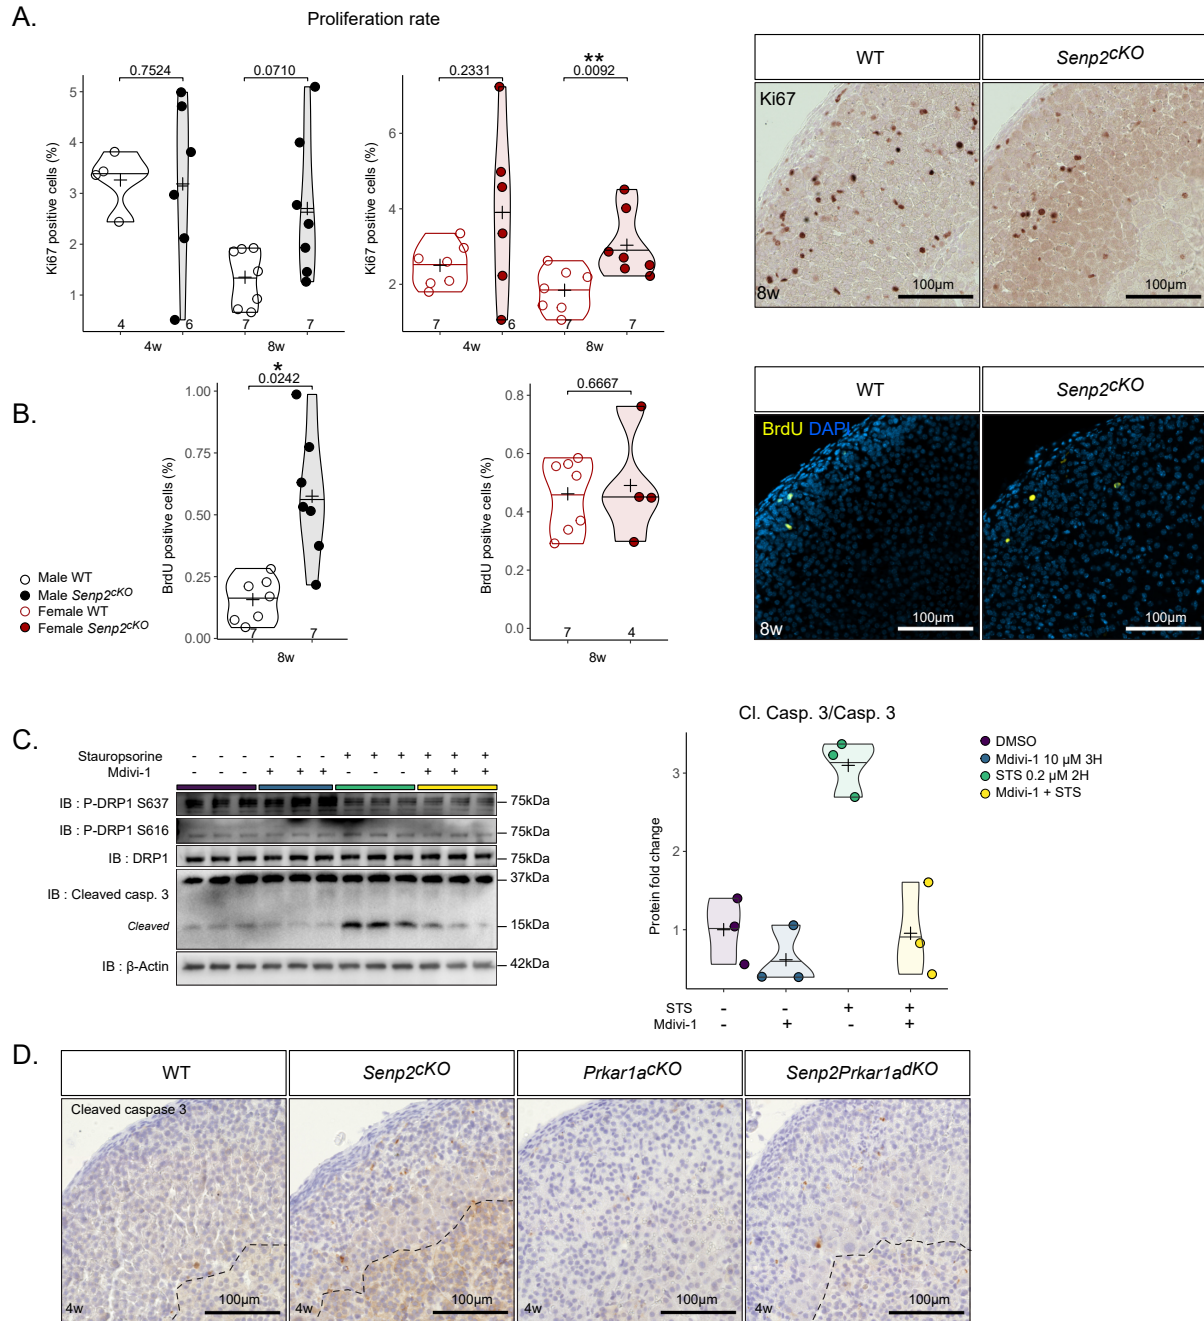 A.
Proliferation rate
0.7524
0.0710
Ki67 positive cells (%)
5
4
3
2
1
4
6
7
7
4w
8w
0.2331
**
0.0092
Ki67 positive cells (%)
6
4
2
7
6
7
7
4w
8w
WT
Senp2cKO
Ki67
8w
100µm
100µm
B.
*
0.0242
BrdU positive cells (%)
1.00
0.75
0.50
0.25
0.00
7
7
8w
0.6667
BrdU positive cells (%)
0.8
0.6
0.4
0.2
0.0
7
4
8w
Male WT
Male Senp2cKO
Female WT
Female Senp2cKO
WT
Senp2cKO
BrdU DAPI
8w
100µm
100µm
C.
Stauropsorine - - - - - - + + + + + +
Mdivi-1 - - - + + + - - - + + +
IB : P-DRP1 S637
75kDa
IB : P-DRP1 S616
75kDa
IB : DRP1
75kDa
37kDa
IB : Cleaved casp. 3
Cleaved
15kDa
IB : β-Actin
42kDa
Cl. Casp. 3/Casp. 3
Protein fold change
3
2
1
STS - - + +
Mdivi-1 - + - +
DMSO
Mdivi-1 10 µM 3H
STS 0.2 µM 2H
Mdivi-1 + STS
D.
WT
Senp2cKO
Prkar1acKO
Senp2Prkar1adKO
Cleaved caspase 3
4w
100µm
4w
100µm
4w
100µm
4w
100µm